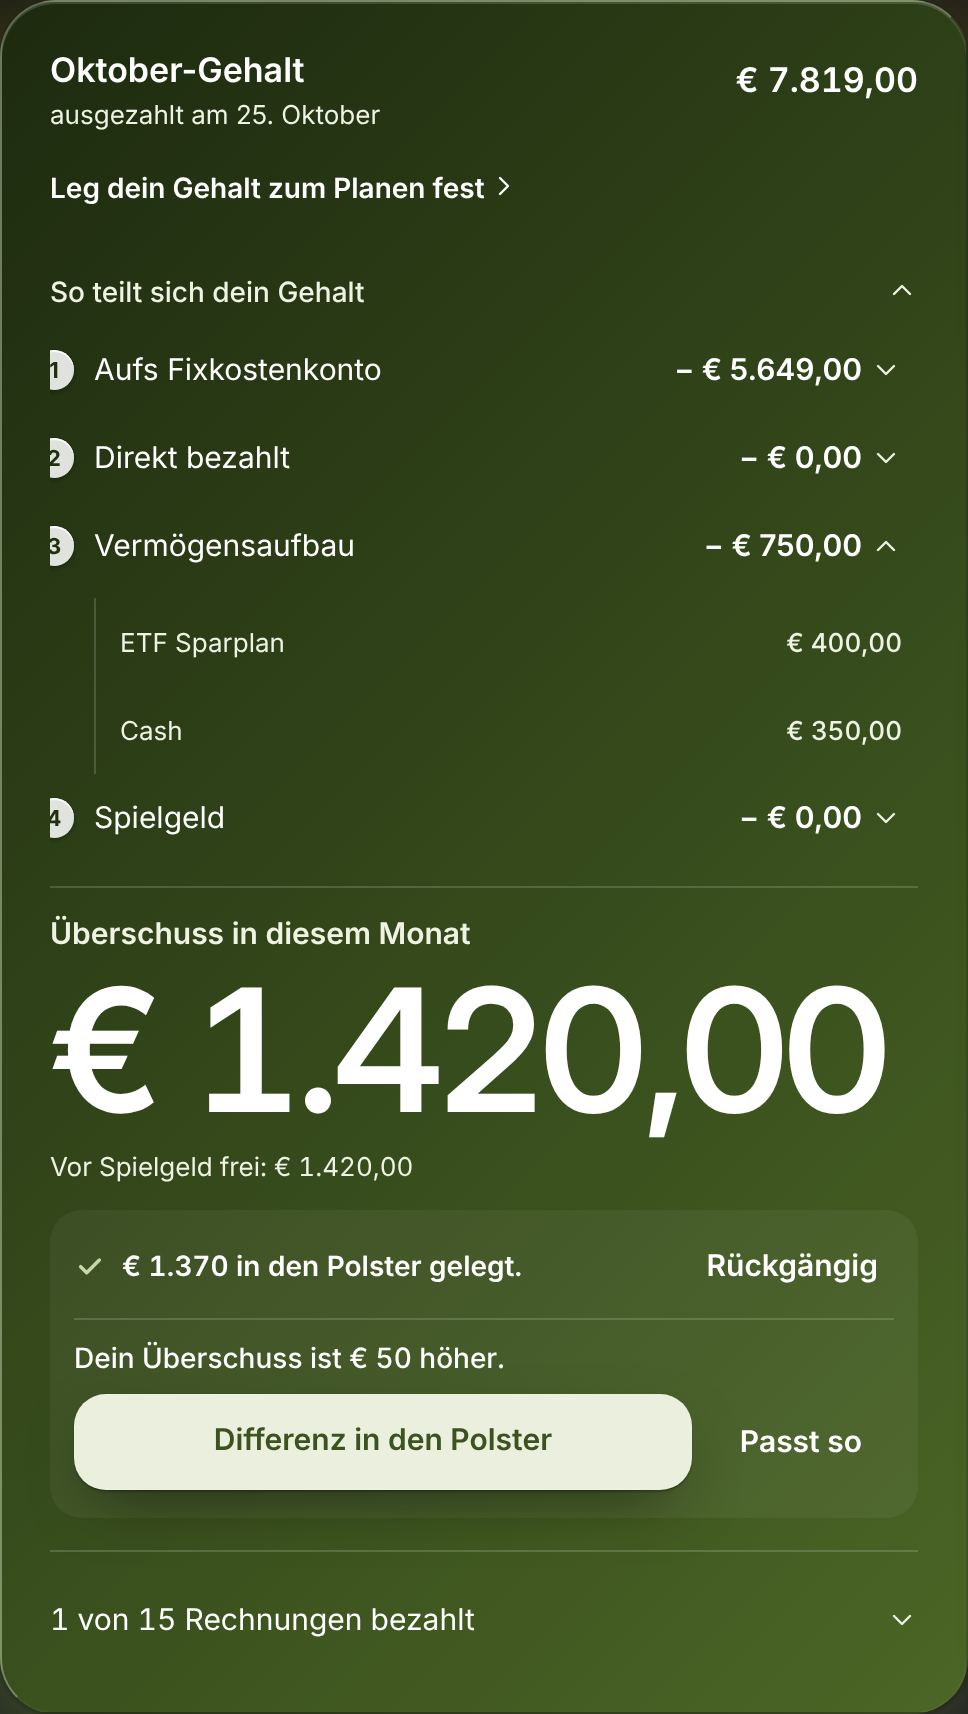 Oktober-Gehalt
€ 7.819,00
ausgezahlt am 25. Oktober
Leg dein Gehalt zum Planen fest
So teilt sich dein Gehalt
1 Aufs Fixkostenkonto – € 5.649,00
2 Direkt bezahlt – € 0,00
3 Vermögensaufbau – € 750,00
ETF Sparplan € 400,00
Cash € 350,00
4 Spielgeld – € 0,00
Überschuss in diesem Monat
€ 1.420,00
Vor Spielgeld frei: € 1.420,00
€ 1.370 in den Polster gelegt. Rückgängig
Dein Überschuss ist € 50 höher.
Differenz in den Polster Passt so
1 von 15 Rechnungen bezahlt